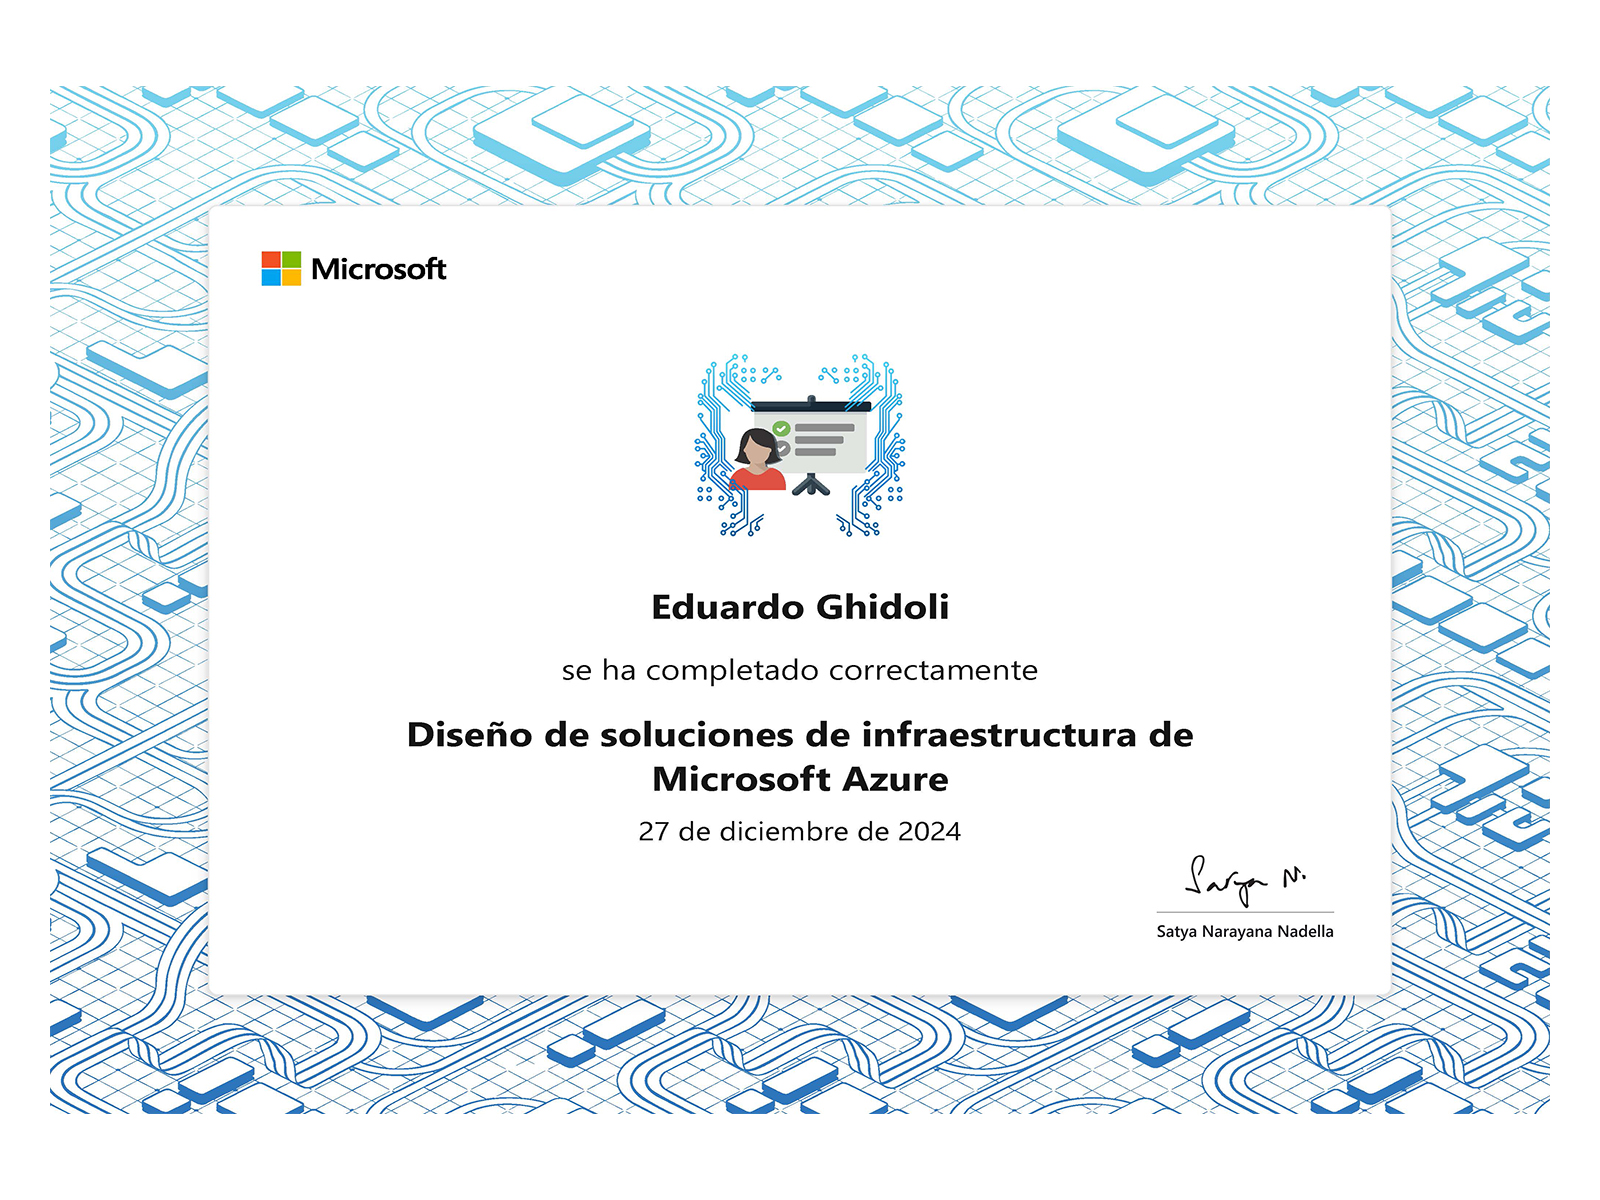 Microsoft
Eduardo Ghidoli
se ha completado correctamente
Diseño de soluciones de infraestructura de
Microsoft Azure
27 de diciembre de 2024
Satya N.
Satya Narayana Nadella